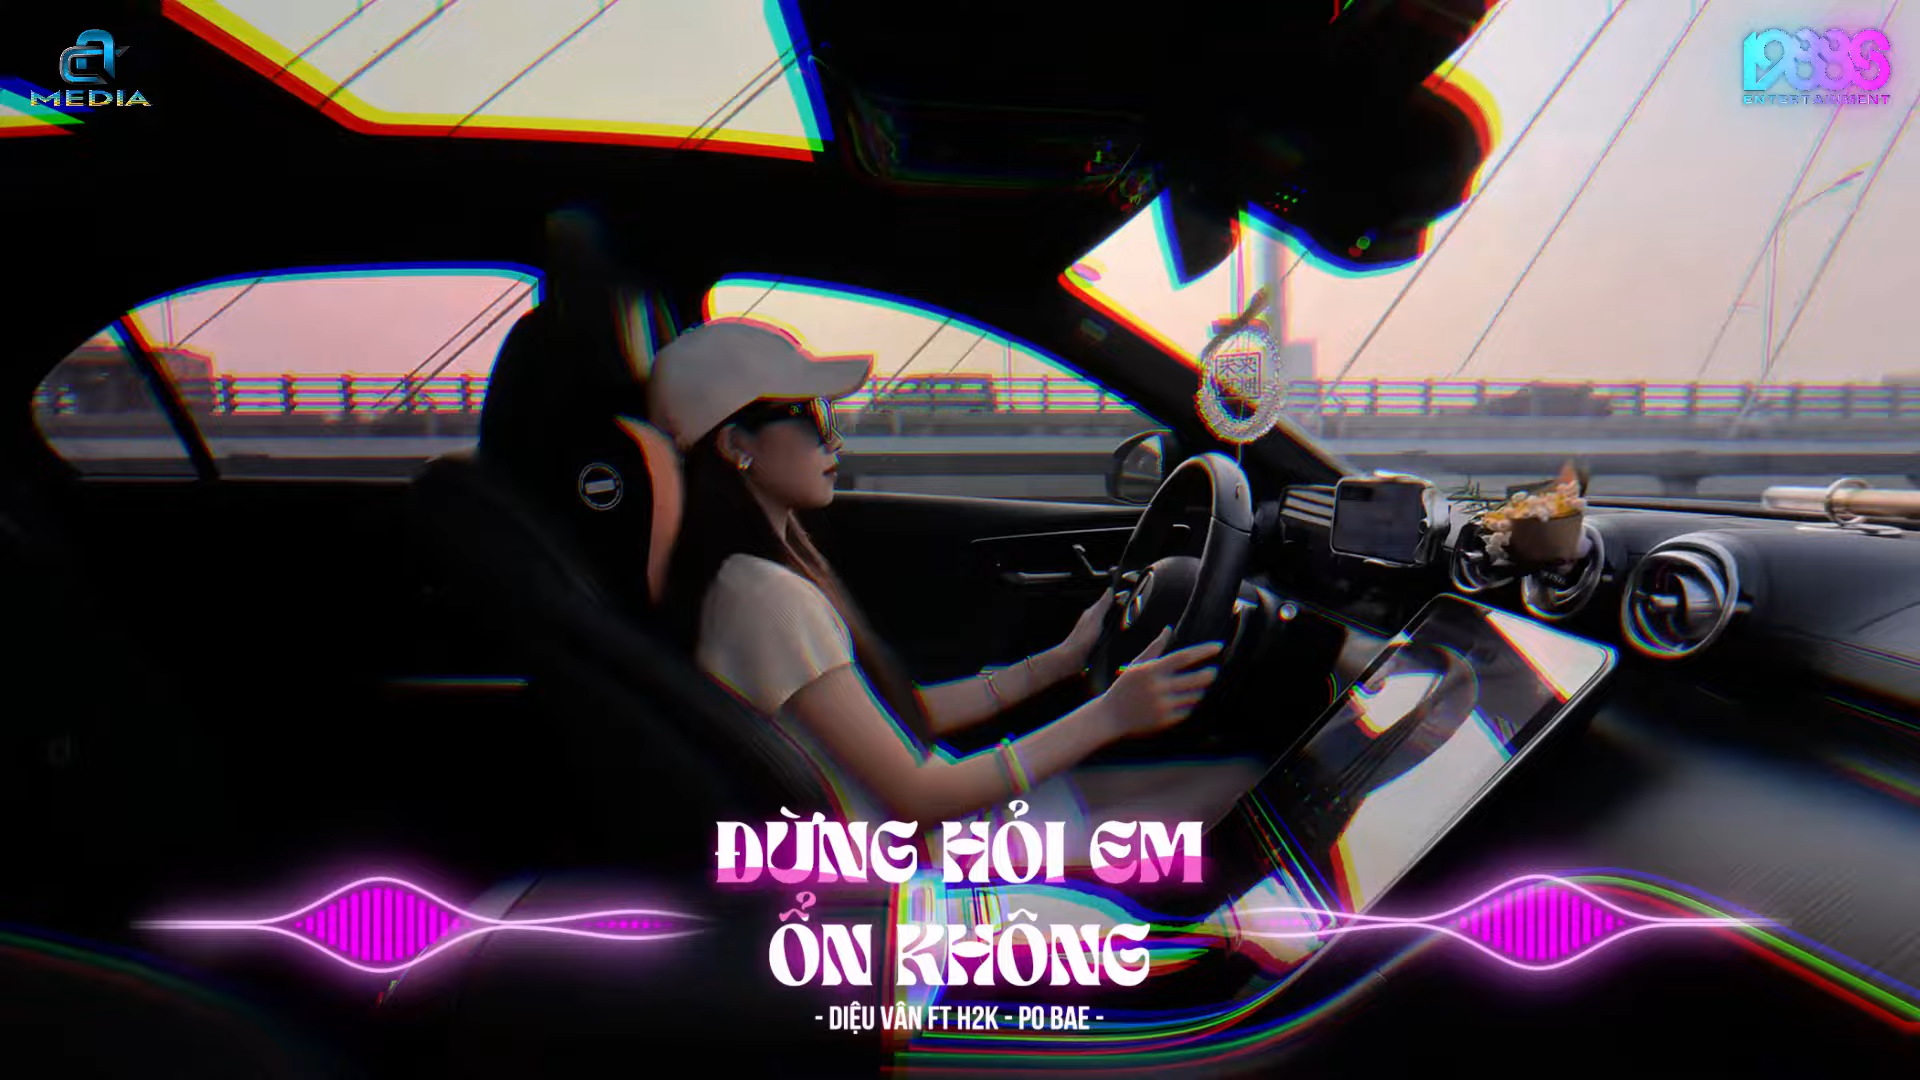 MEDIA
1988S
ENTERTAINMENT
ĐỪNG HỎI EM
ỔN KHÔNG
- DIỆU VÂN FT H2K - PO BAE -